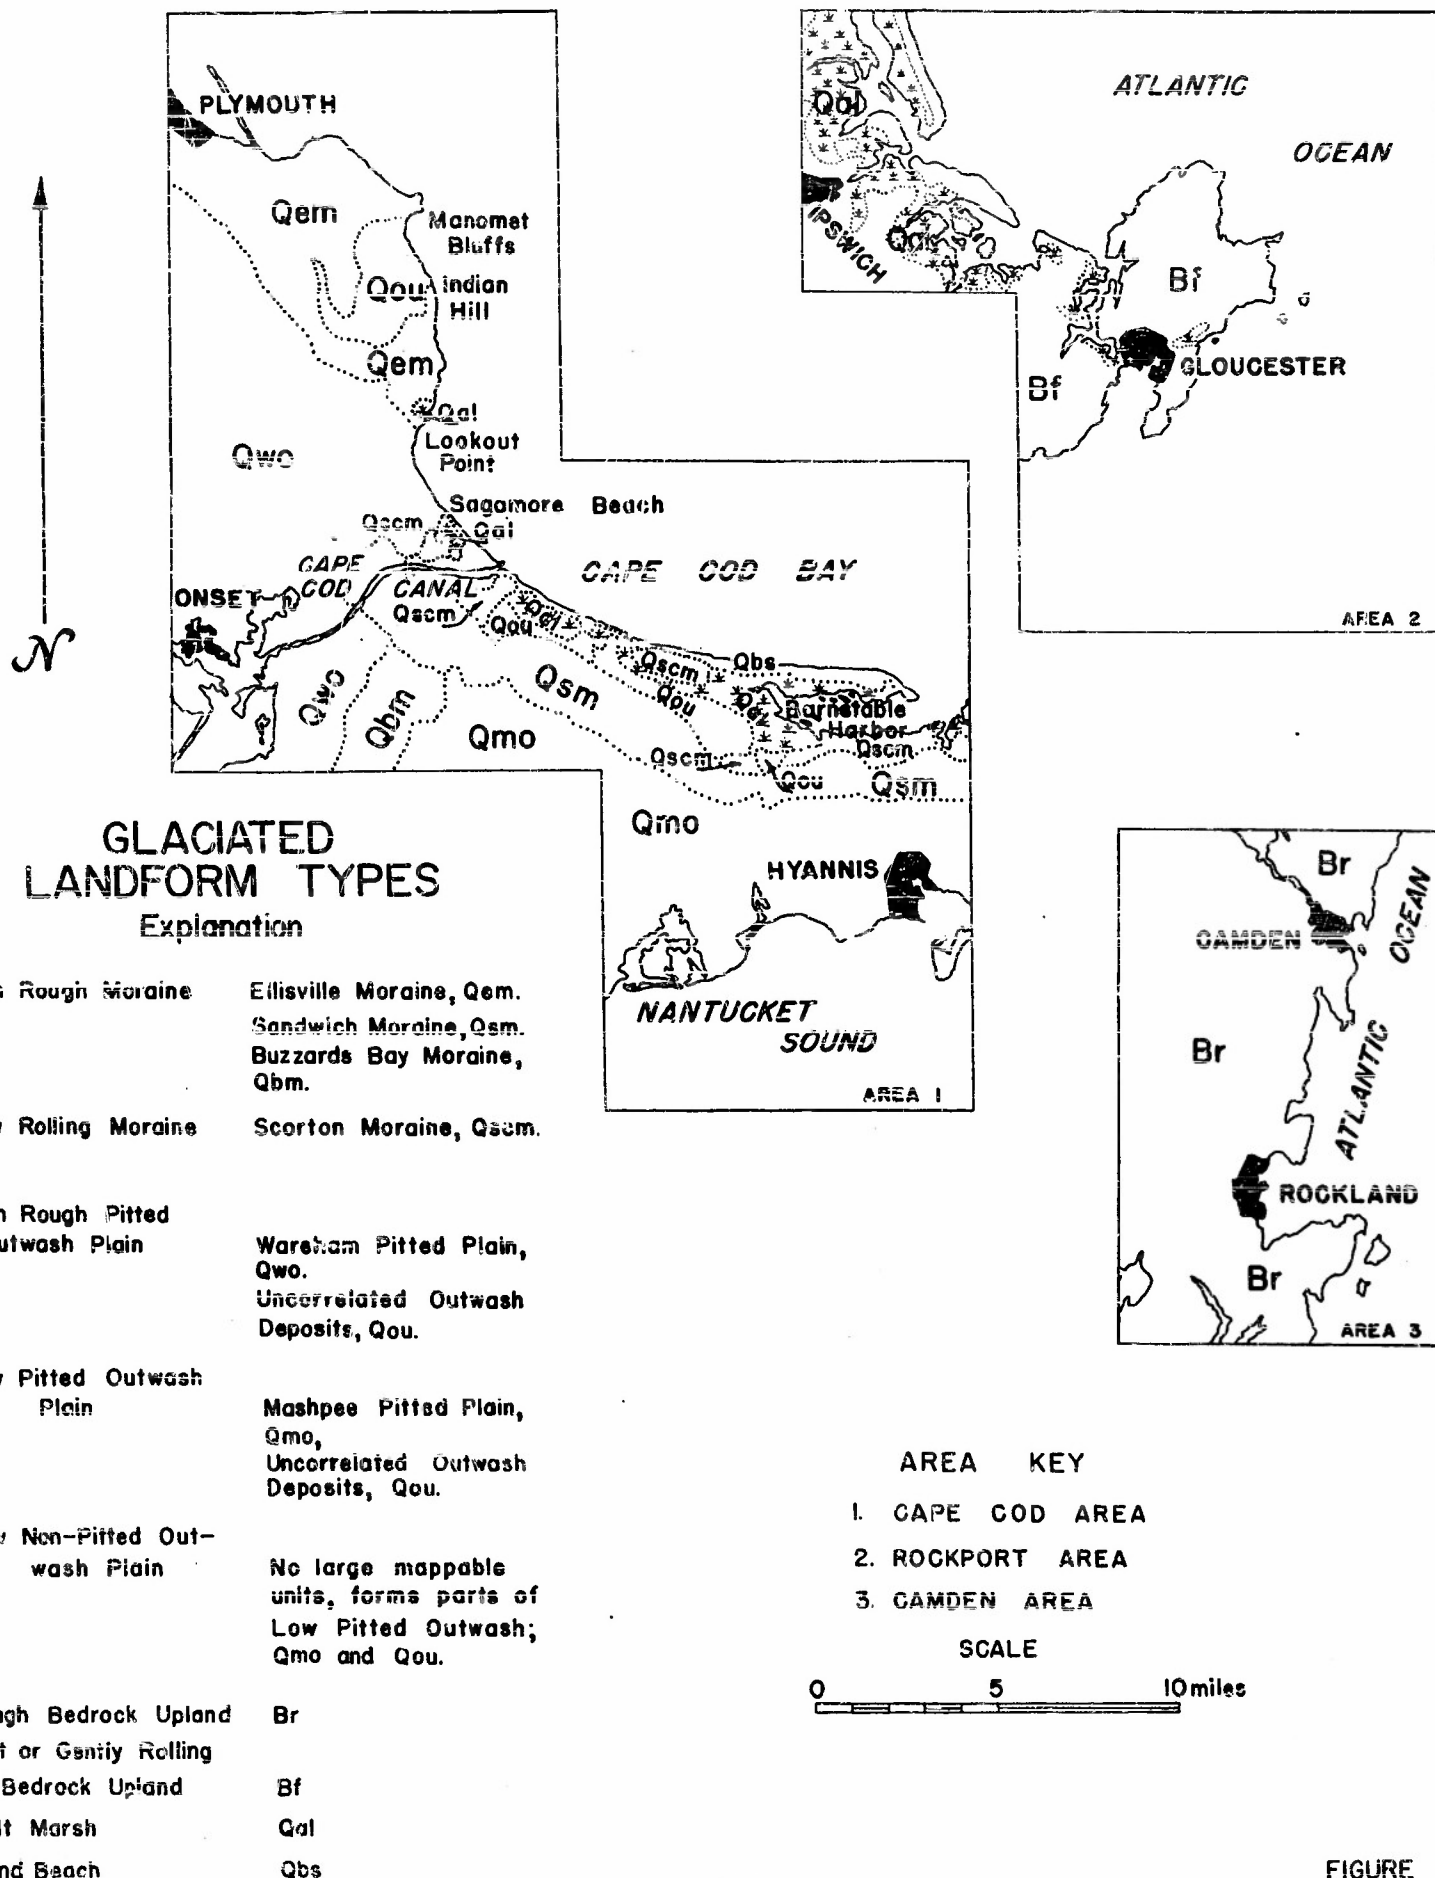 PLYMOUTH
Qem
Manomet
Bluffs
Qou
Indian
Hill
Qem
Qal
Lookout
Point
Qwo
Sagamore Beach
Qscm
Qal
CAPE
COD
CANAL
CAPE COD BAY
ONSET
Qscm
Qou
Qal
Qwo
Qbm
Qsm
Qscm
Qbs
Qou
Qmo
Barnstable
Harbor
Qscm
Qscm
Qou
Qsm
Qmo
HYANNIS
NANTUCKET
SOUND
AREA 1
N
ATLANTIC
OCEAN
Qal
IPSWICH
Bf
Bf
GLOUCESTER
AREA 2
Br
CAMDEN
OCEAN
Br
ATLANTIC
ROCKLAND
Br
AREA 3
GLACIATED
LANDFORM TYPES
Explanation
Rough Moraine Ellisville Moraine, Qem.
Sandwich Moraine, Qsm.
Buzzards Bay Moraine,
Qbm.
Rolling Moraine Scorton Moraine, Qscm.
Rough Pitted
utwash Plain Wareham Pitted Plain,
Qwo.
Uncorrelated Outwash
Deposits, Qou.
Pitted Outwash
Plain Mashpee Pitted Plain,
Qmo,
Uncorrelated Outwash
Deposits, Qou.
Non-Pitted Out-
wash Plain No large mappable
units, forms parts of
Low Pitted Outwash;
Qmo and Qou.
gh Bedrock Upland Br
t or Gently Rolling
Bedrock Upland Bf
lt Marsh Qal
nd Beach Qbs
AREA KEY
1. CAPE COD AREA
2. ROCKPORT AREA
3. CAMDEN AREA
SCALE
0 5 10 miles
FIGURE